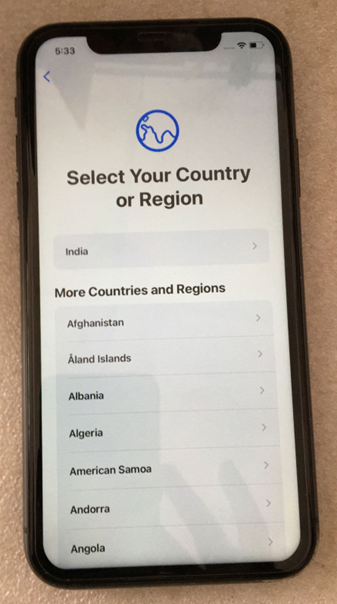 5:33
Select Your Country
or Region
India
More Countries and Regions
Afghanistan
Åland Islands
Albania
Algeria
American Samoa
Andorra
Angola